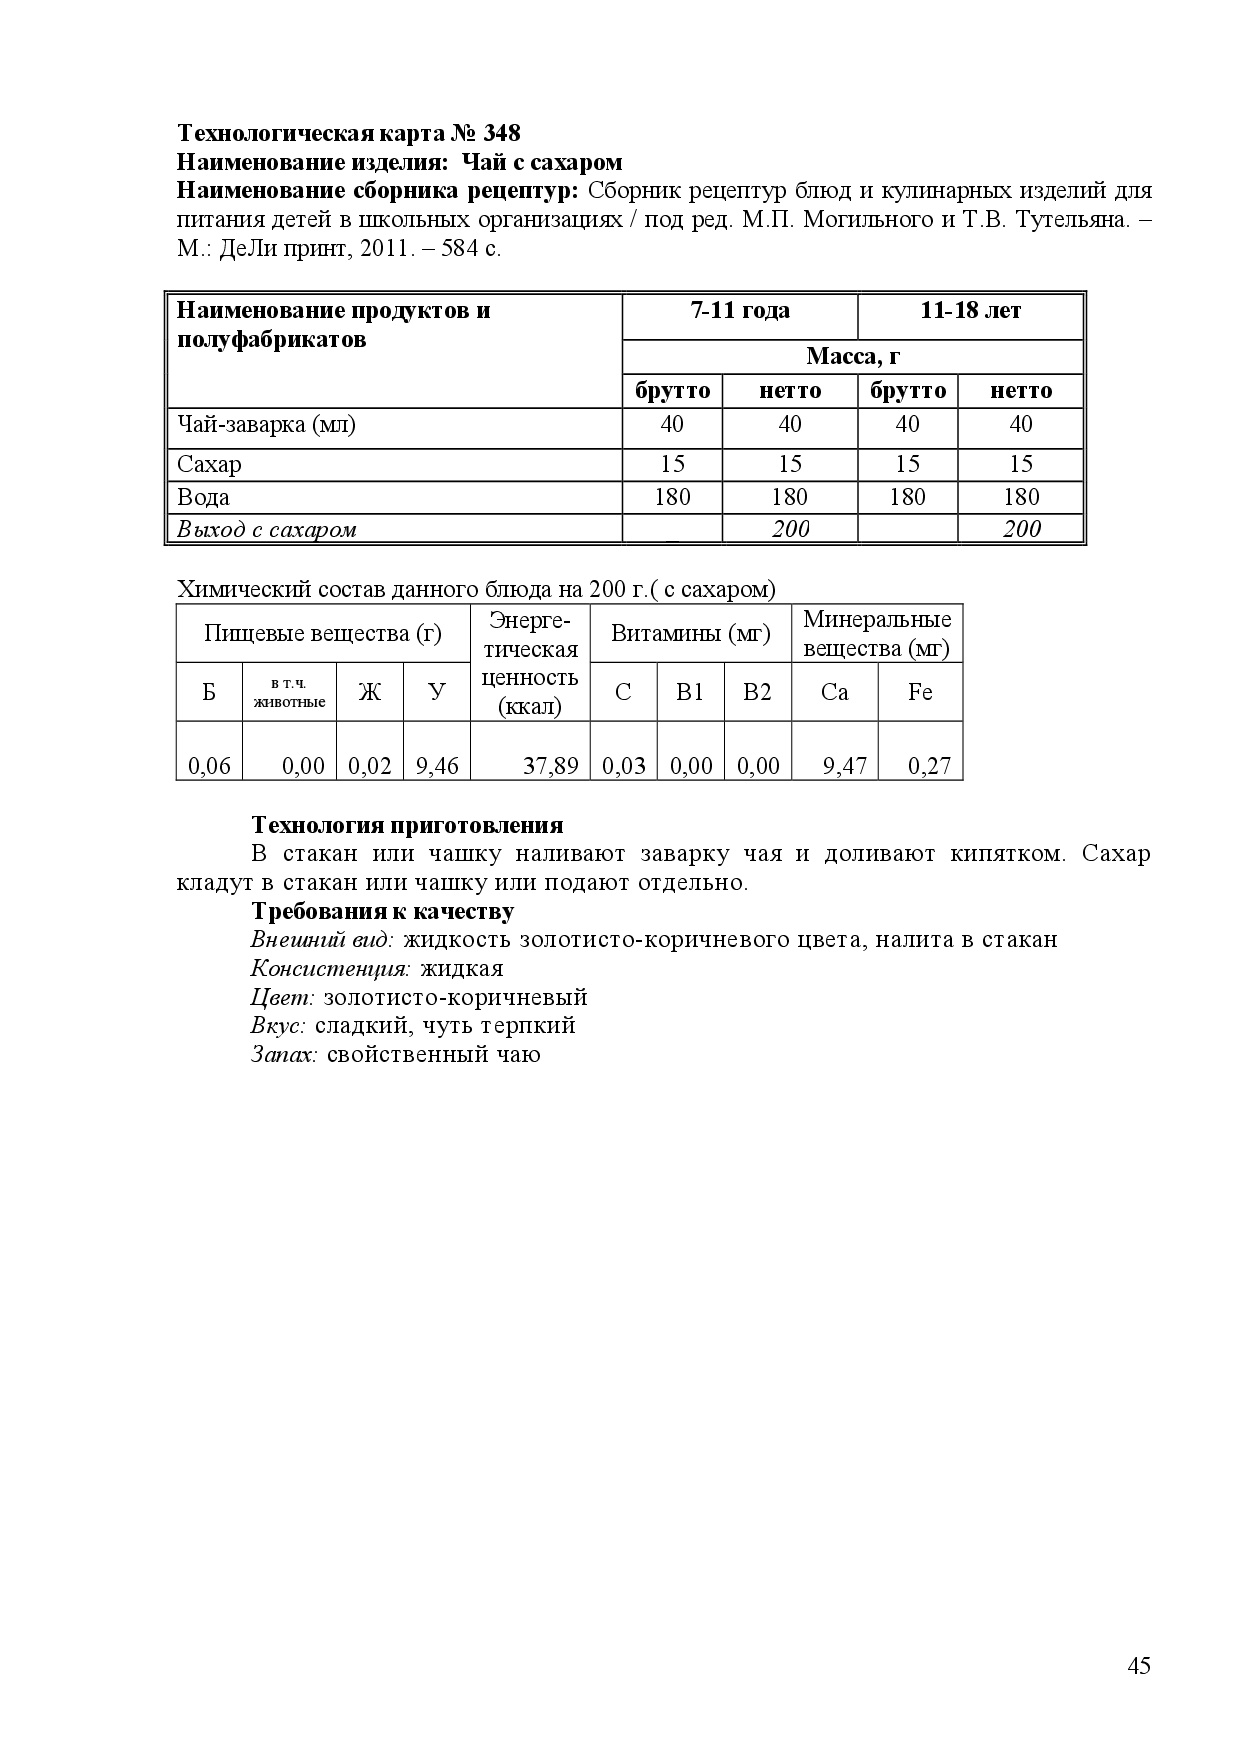 Технологическая карта № 348
Наименование изделия: Чай с сахаром
Наименование сборника рецептур: Сборник рецептур блюд и кулинарных изделий для
питания детей в школьных организациях / под ред. М.П. Могильного и Т.В. Тутельяна. –
М.: ДеЛи принт, 2011. – 584 с.
Наименование продуктов и полуфабрикатов 7-11 года 11-18 лет
Масса, г
брутто нетто брутто нетто
Чай-заварка (мл) 40 40 40 40
Сахар 15 15 15 15
Вода 180 180 180 180
Выход с сахаром _ 200 200
Химический состав данного блюда на 200 г.( с сахаром)
Пищевые вещества (г) Энерге-тическая ценность (ккал) Витамины (мг) Минеральные вещества (мг)
Б в т.ч. животные Ж У С В1 В2 Са Fe
0,06 0,00 0,02 9,46 37,89 0,03 0,00 0,00 9,47 0,27
Технология приготовления
В стакан или чашку наливают заварку чая и доливают кипятком. Сахар
кладут в стакан или чашку или подают отдельно.
Требования к качеству
Внешний вид: жидкость золотисто-коричневого цвета, налита в стакан
Консистенция: жидкая
Цвет: золотисто-коричневый
Вкус: сладкий, чуть терпкий
Запах: свойственный чаю
45